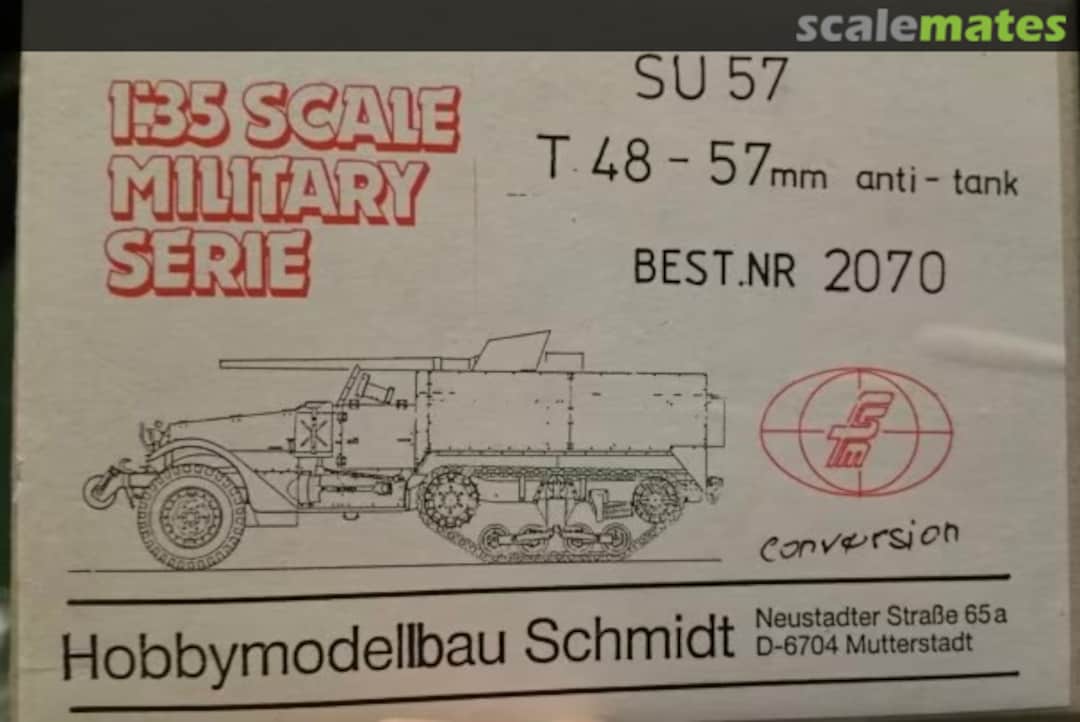 scalemates
1:35 SCALE
MILITARY
SERIE
SU 57
T.48-57mm anti-tank
BEST.NR 2070
conversion
Hobbymodellbau Schmidt
Neustadter Straße 65a
D-6704 Mutterstadt